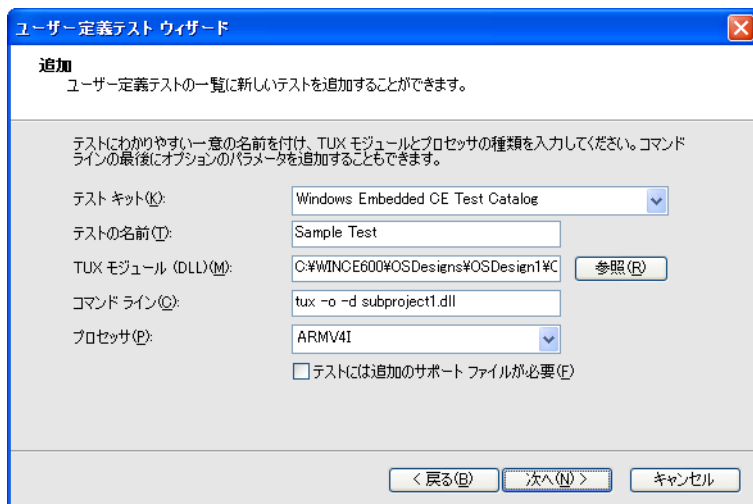 ユーザー定義テスト ウィザード
追加
ユーザー定義テストの一覧に新しいテストを追加することができます。
テストにわかりやすい一意の名前を付け、TUX モジュールとプロセッサの種類を入力してください。コマンド
ラインの最後にオプションのパラメータを追加することもできます。
テスト キット(K): Windows Embedded CE Test Catalog
テストの名前(T): Sample Test
TUX モジュール (DLL)(M): C:¥WINCE600¥OSDesigns¥OSDesign1¥C 参照(R)
コマンド ライン(C): tux -o -d subproject1.dll
プロセッサ(P): ARMV4I
テストには追加のサポート ファイルが必要(F)
< 戻る(B) 次へ(N) > キャンセル